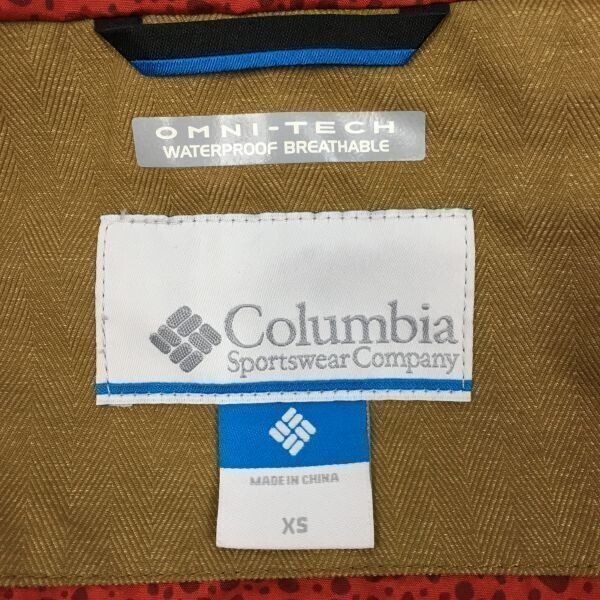 OMNI-TECH
WATERPROOF BREATHABLE
Columbia
Sportswear Company
MADE IN CHINA
XS